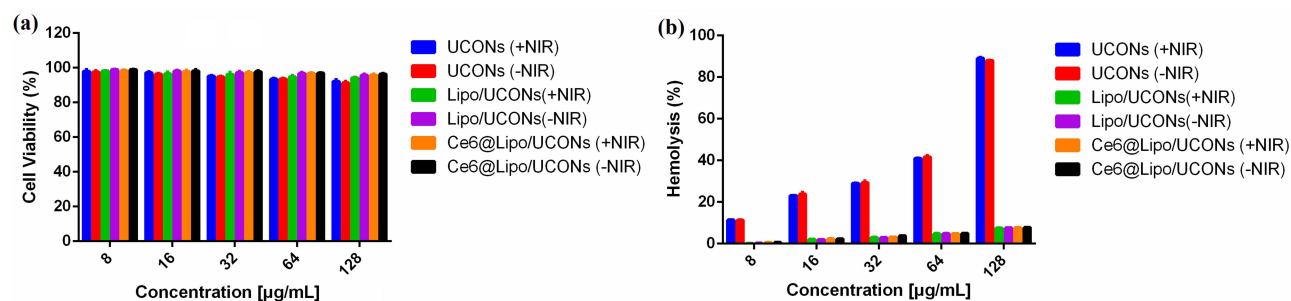 (a)
Cell Viability (%)
120
100
80
60
40
20
0
8
16
32
64
128
Concentration [µg/mL]
UCONs (+NIR)
UCONs (-NIR)
Lipo/UCONs(+NIR)
Lipo/UCONs(-NIR)
Ce6@Lipo/UCONs (+NIR)
Ce6@Lipo/UCONs (-NIR)
(b)
Hemolysis (%)
100
80
60
40
20
0
8
16
32
64
128
Concentration [µg/mL]
UCONs (+NIR)
UCONs (-NIR)
Lipo/UCONs(+NIR)
Lipo/UCONs(-NIR)
Ce6@Lipo/UCONs (+NIR)
Ce6@Lipo/UCONs (-NIR)